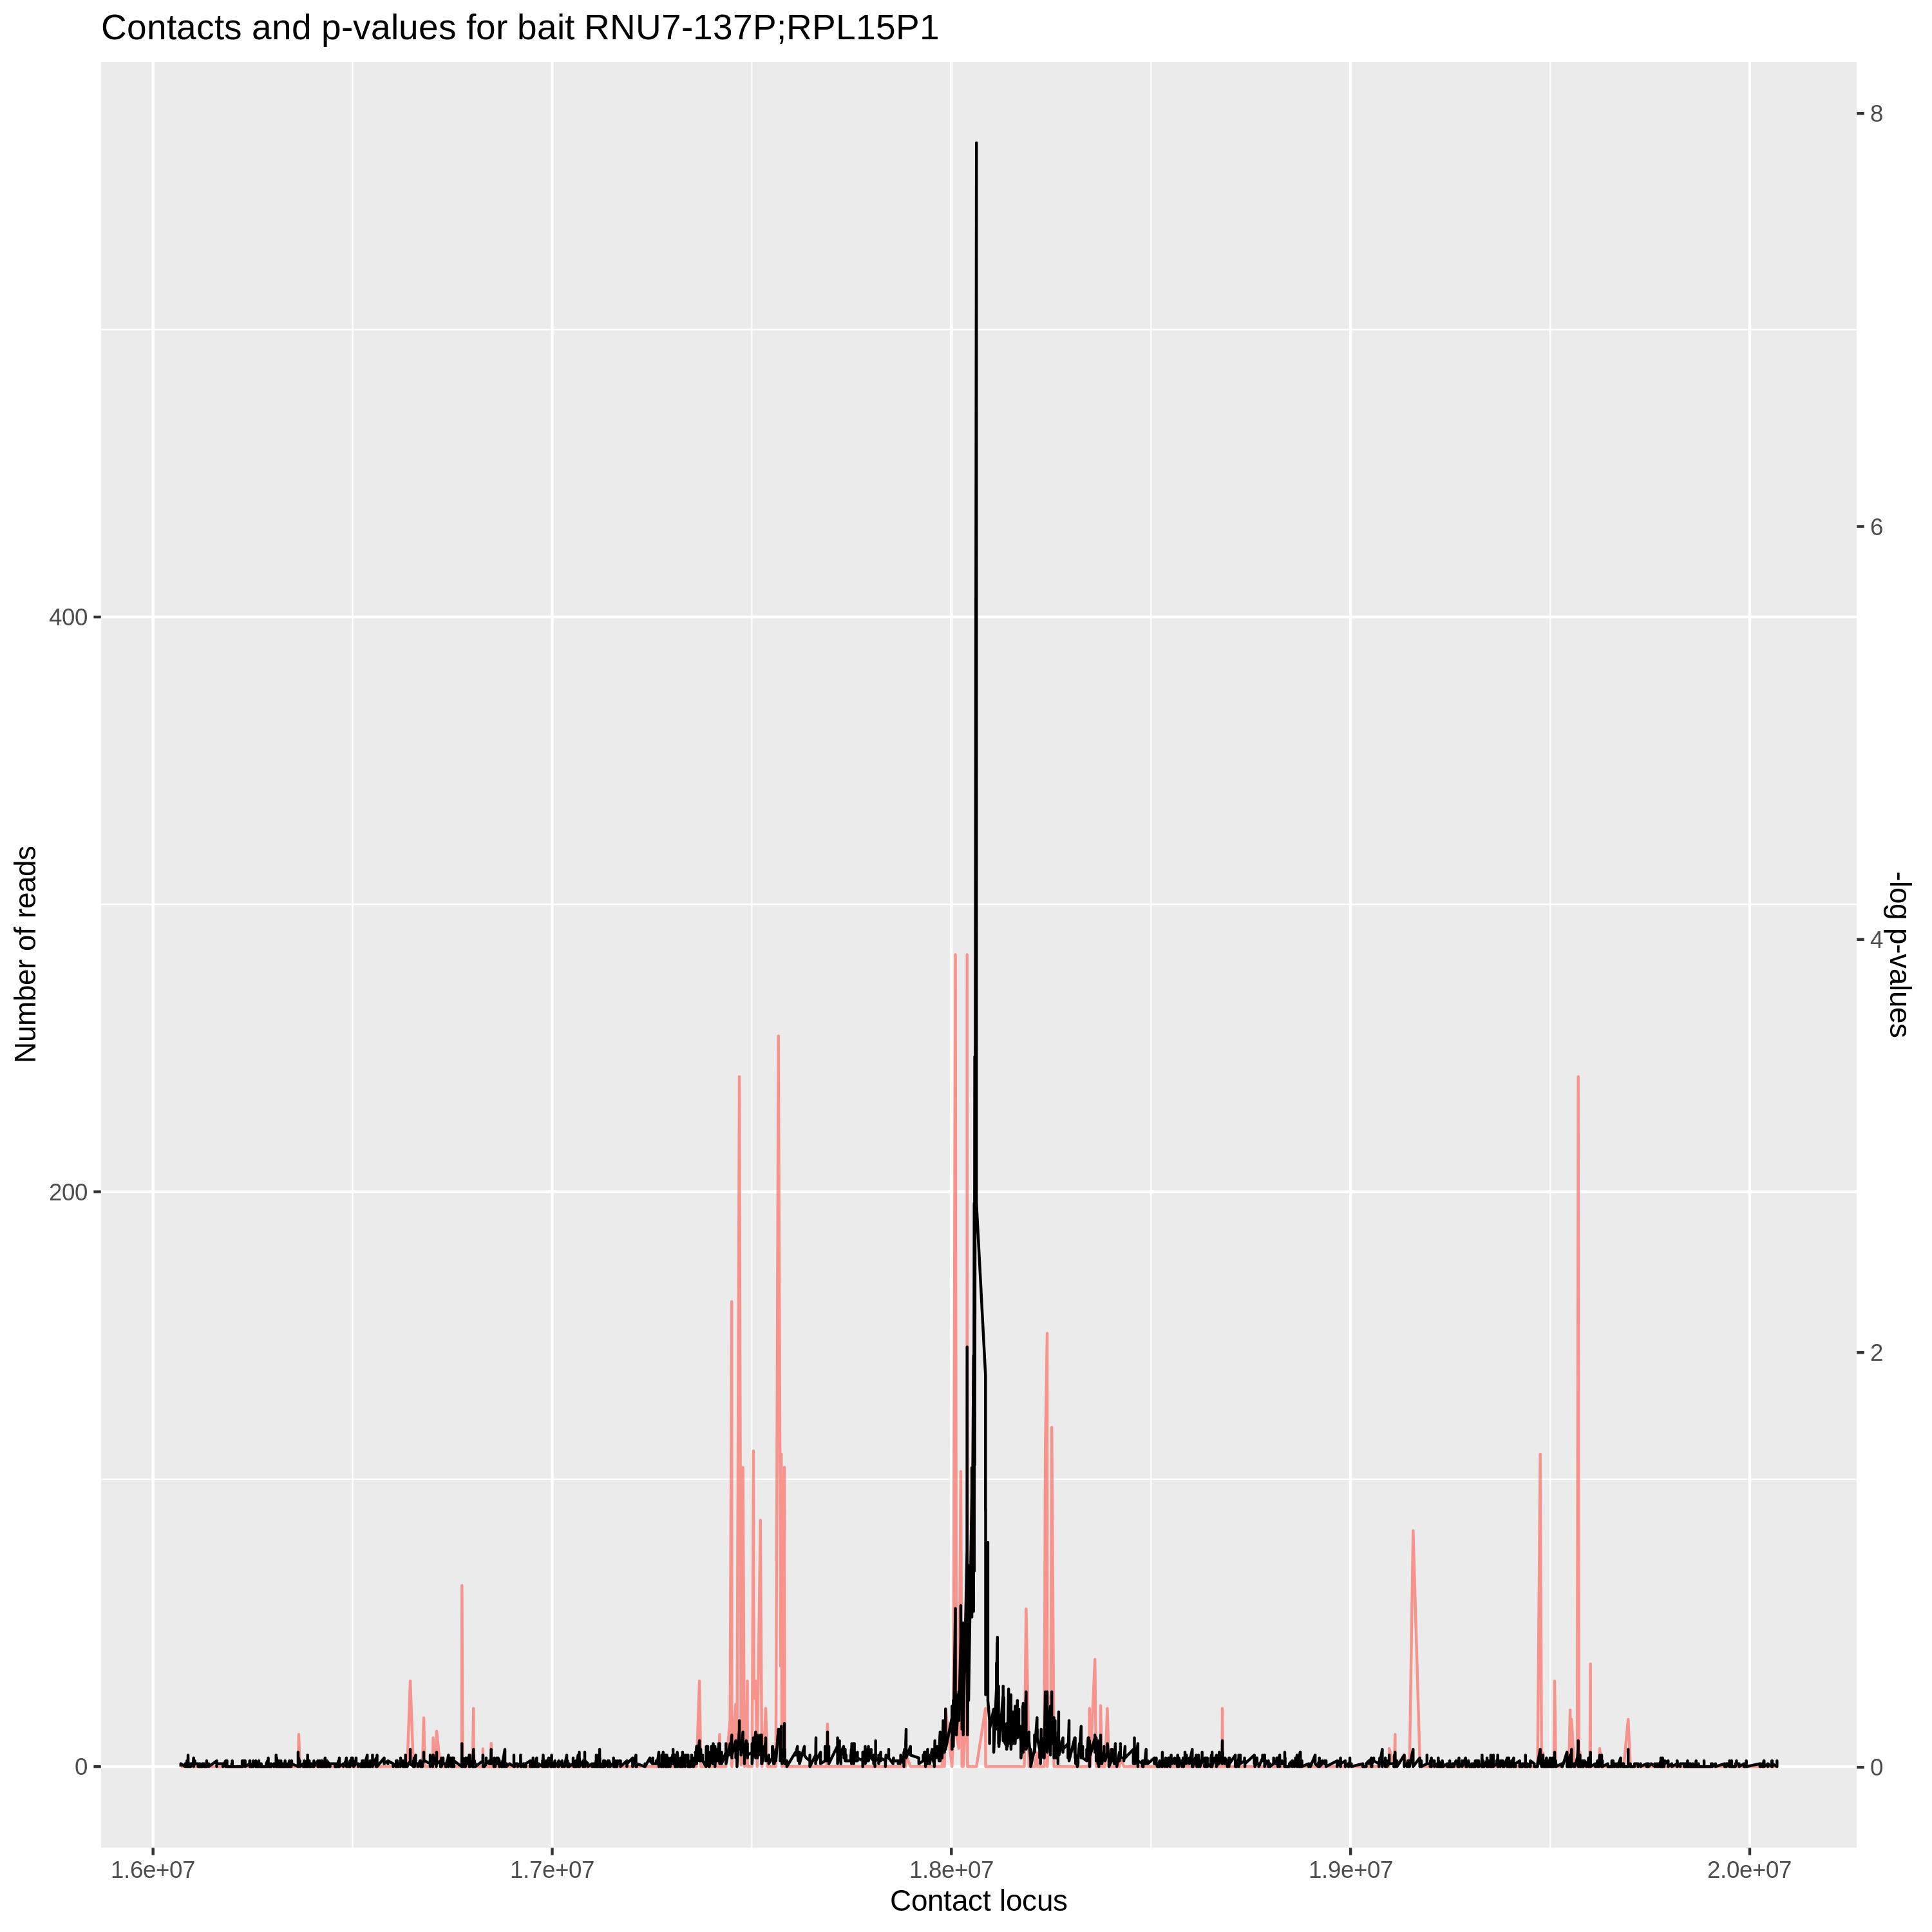 Contacts and p-values for bait RNU7-137P;RPL15P1
8
6
400
4
Number of reads
-log p-values
200
2
0
0
1.6e+07
1.7e+07
1.8e+07
1.9e+07
2.0e+07
Contact locus